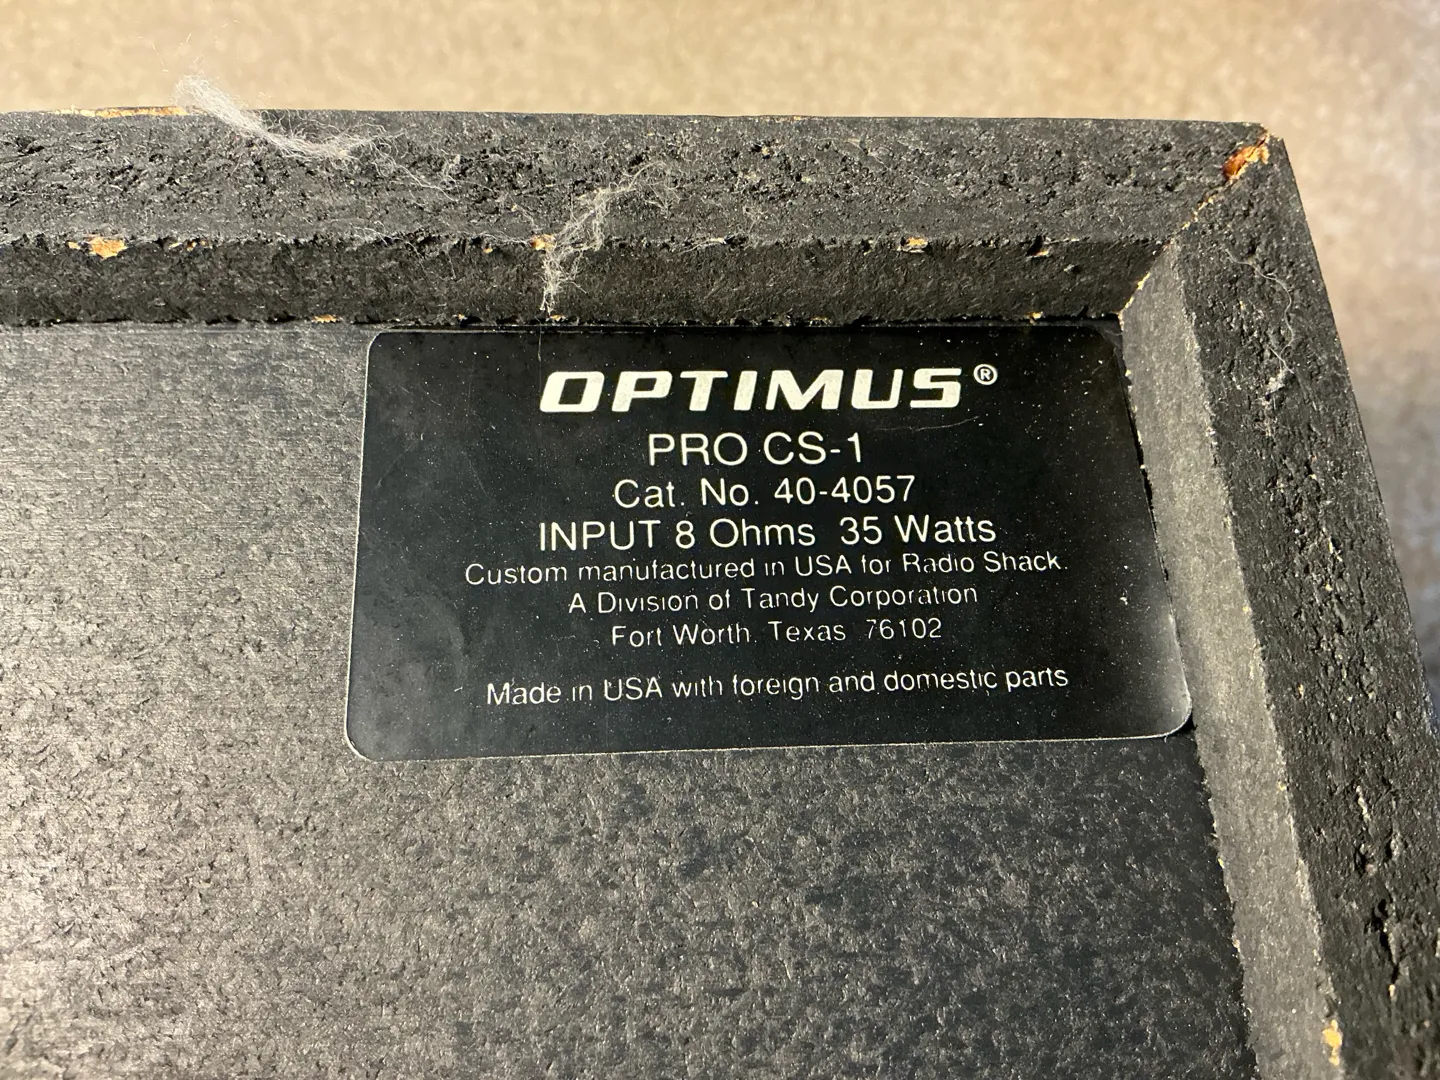 OPTIMUS®
PRO CS-1
Cat. No. 40-4057
INPUT 8 Ohms 35 Watts
Custom manufactured in USA for Radio Shack.
A Division of Tandy Corporation
Fort Worth, Texas 76102
Made in USA with foreign and domestic parts